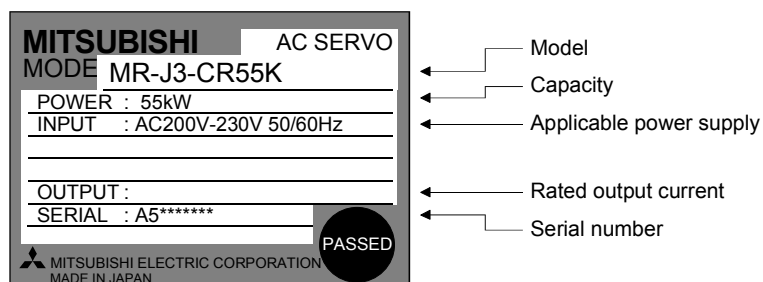 MITSUBISHI AC SERVO
MODE MR-J3-CR55K
POWER : 55kW
INPUT : AC200V-230V 50/60Hz
OUTPUT :
SERIAL : A5*******
PASSED
MITSUBISHI ELECTRIC CORPORATION
MADE IN JAPAN
Model
Capacity
Applicable power supply
Rated output current
Serial number